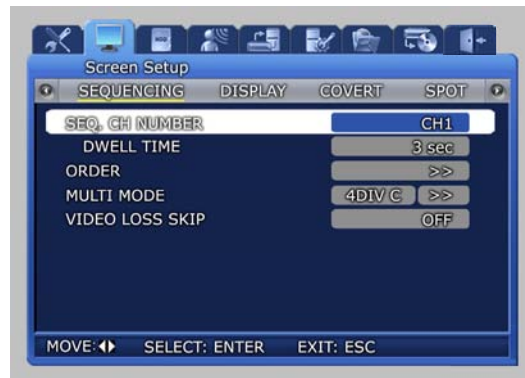 HDD
Screen Setup
SEQUENCING DISPLAY COVERT SPOT
SEQ. CH NUMBER CH1
DWELL TIME 3 sec
ORDER >>
MULTI MODE 4DIV C >>
VIDEO LOSS SKIP OFF
MOVE: SELECT: ENTER EXIT: ESC